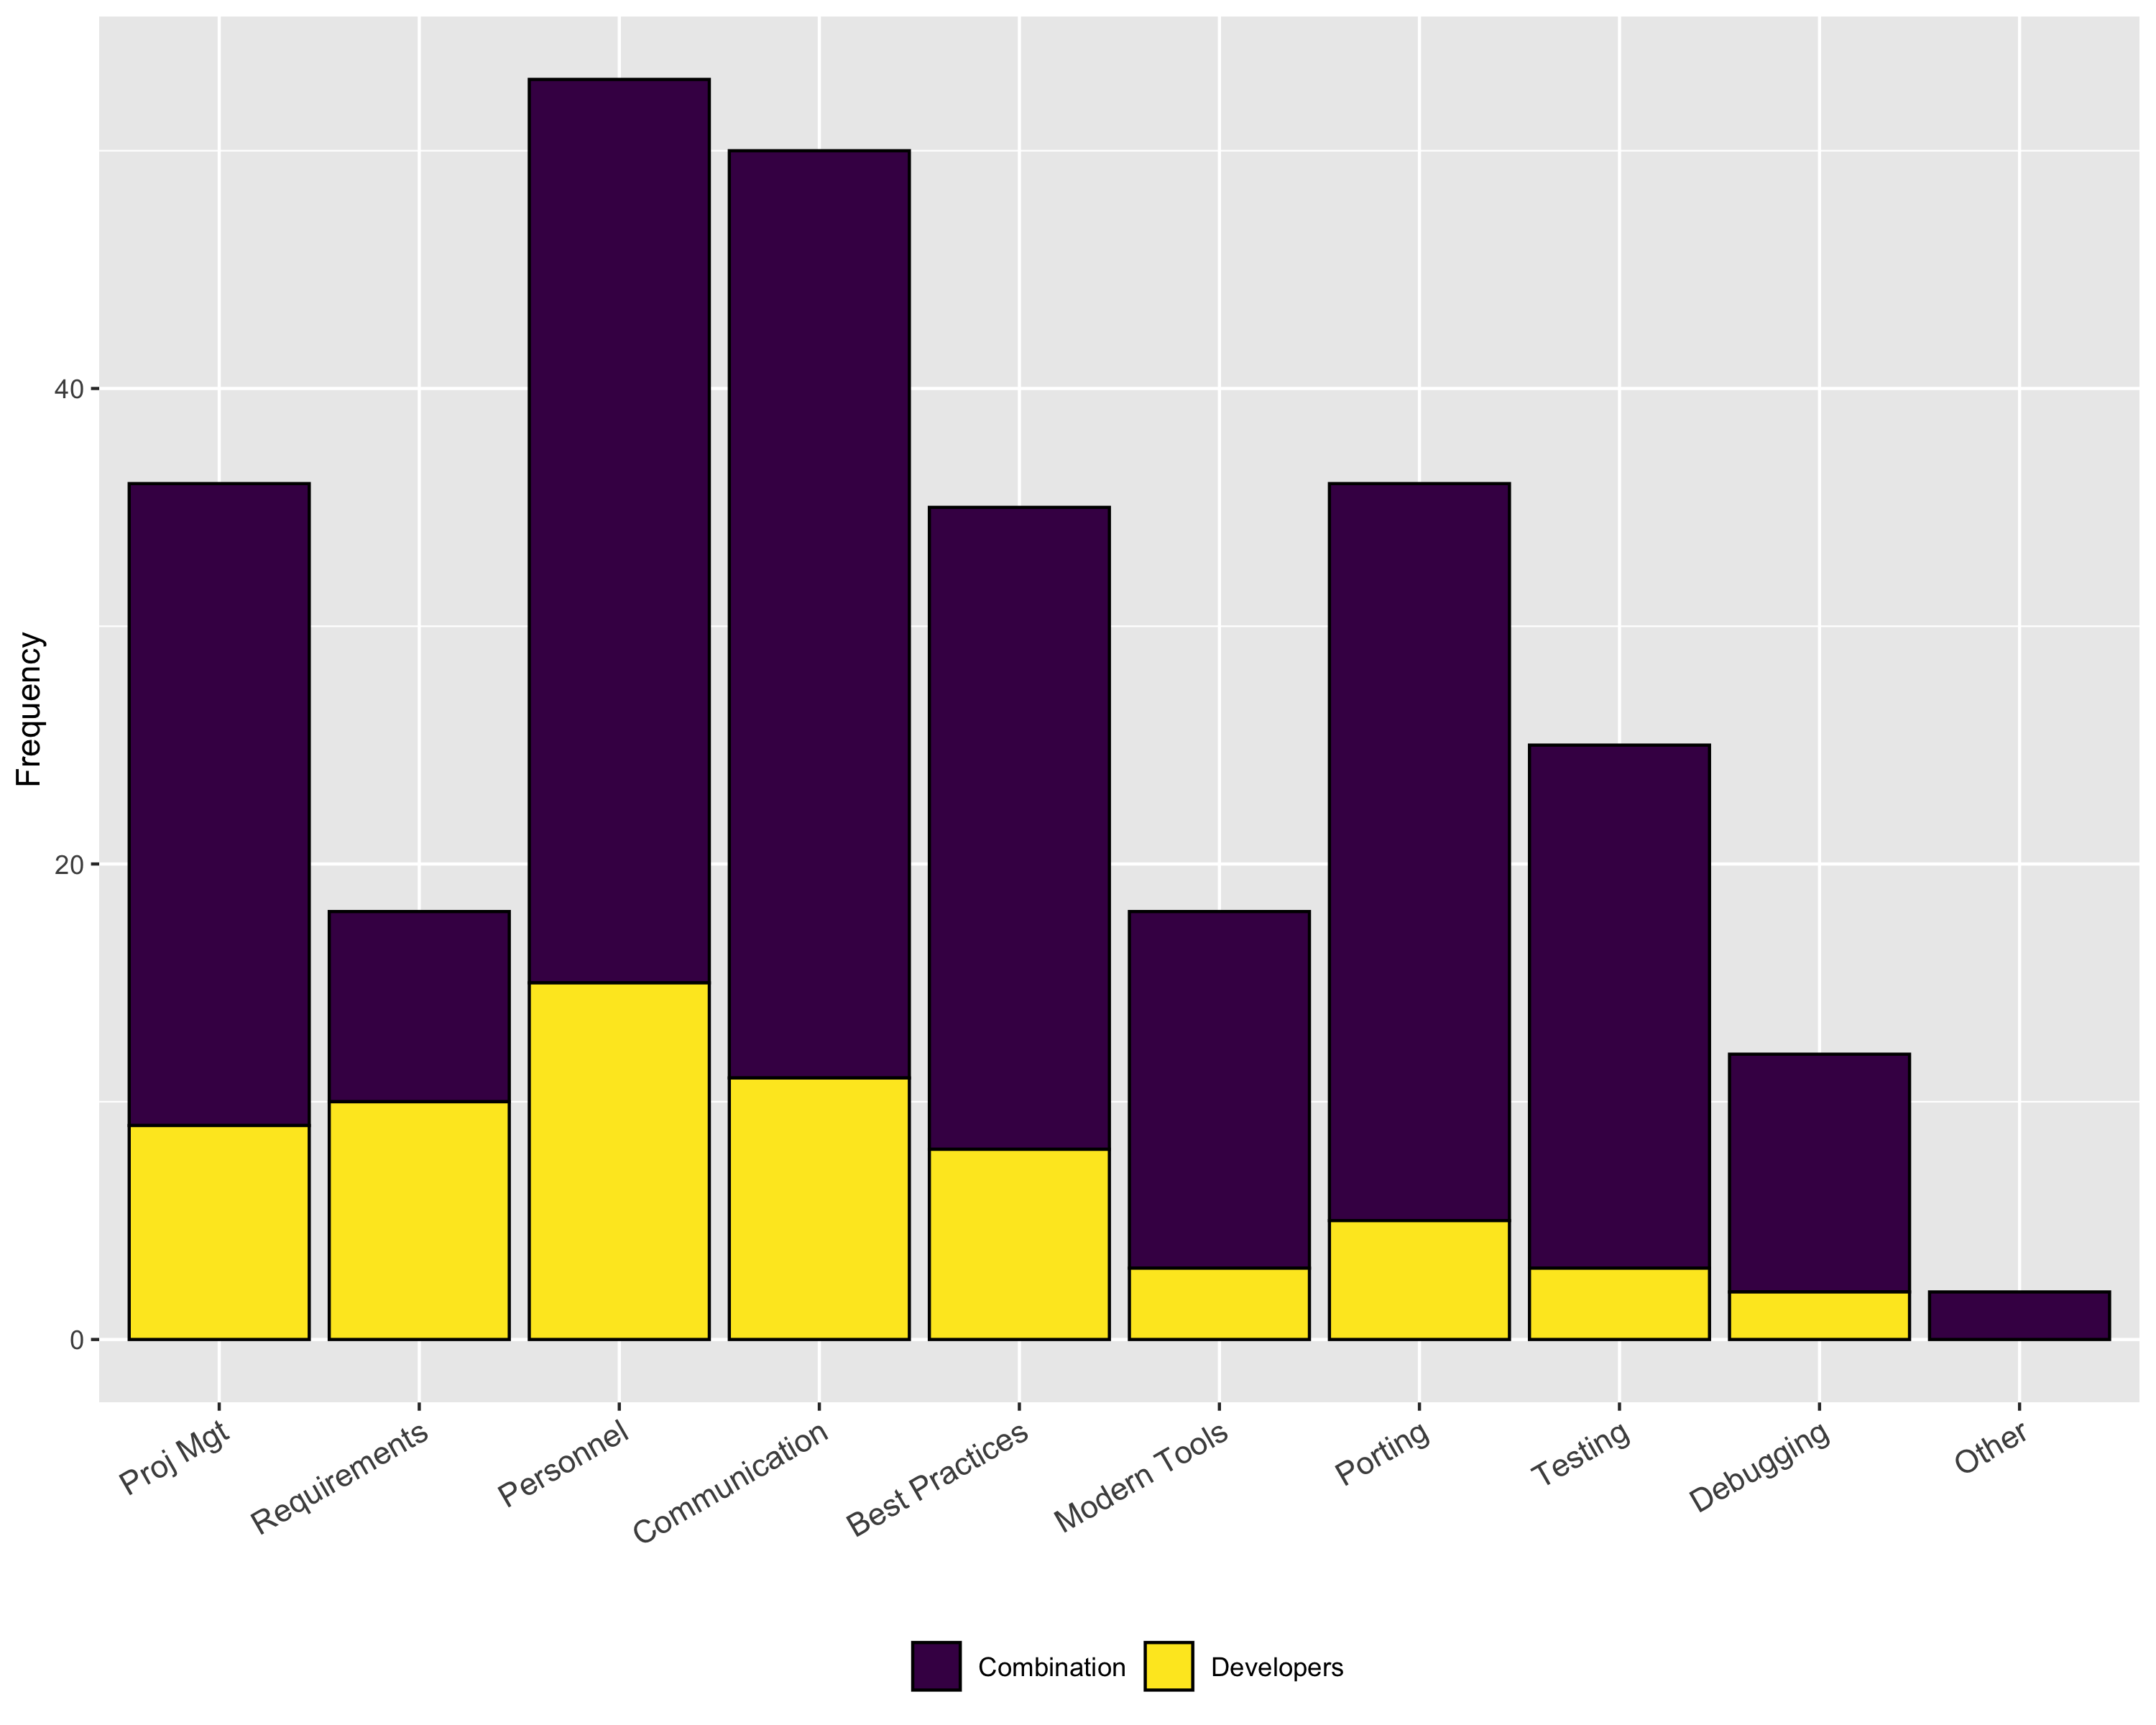 Frequency
40
20
0
Proj Mgt
Requirements
Personnel
Communication
Best Practices
Modern Tools
Porting
Testing
Debugging
Other
Combination
Developers